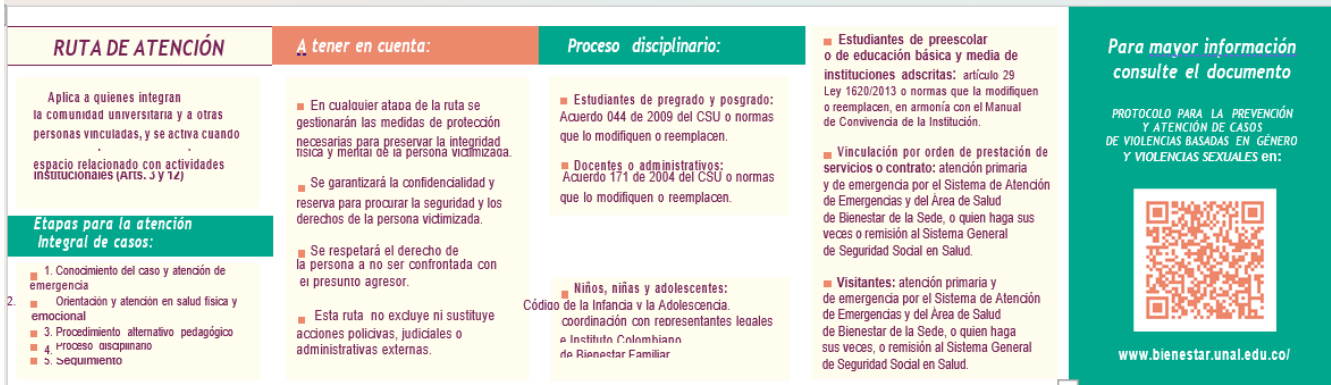 RUTA DE ATENCIÓN
Aplica a quienes integran
la comunidad universitaria y a otras
personas vinculadas, y se activa cuando
espacio relacionado con actividades
institucionales (Arts. 3 y 12)
Etapas para la atención
Integral de casos:
1. Conocimiento del caso y atención de
emergencia
2. Orientación y atención en salud física y
emocional
3. Procedimiento alternativo pedagógico
4. Proceso disciplinario
5. Seguimiento
A tener en cuenta:
En cualquier etapa de la ruta se
gestionarán las medidas de protección
necesarias para preservar la integridad
física y mental de la persona victimizada.
Se garantizará la confidencialidad y
reserva para procurar la seguridad y los
derechos de la persona victimizada.
Se respetará el derecho de
la persona a no ser confrontada con
el presunto agresor.
Esta ruta no excluye ni sustituye
acciones policivas, judiciales o
administrativas externas.
Proceso disciplinario:
Estudiantes de pregrado y posgrado:
Acuerdo 044 de 2009 del CSU o normas
que lo modifiquen o reemplacen.
Docentes o administrativos:
Acuerdo 171 de 2004 del CSU o normas
que lo modifiquen o reemplacen.
Niños, niñas y adolescentes:
Código de la Infancia y la Adolescencia.
coordinación con representantes legales
e Instituto Colombiano
de Bienestar Familiar
Estudiantes de preescolar
o de educación básica y media de
instituciones adscritas: artículo 29
Ley 1620/2013 o normas que la modifiquen
o reemplacen, en armonía con el Manual
de Convivencia de la Institución.
Vinculación por orden de prestación de
servicios o contrato: atención primaria
y de emergencia por el Sistema de Atención
de Emergencias y del Área de Salud
de Bienestar de la Sede, o quien haga sus
veces o remisión al Sistema General
de Seguridad Social en Salud.
Visitantes: atención primaria y
de emergencia por el Sistema de Atención
de Emergencias y del Área de Salud
de Bienestar de la Sede, o quien haga
sus veces, o remisión al Sistema General
de Seguridad Social en Salud.
Para mayor información
consulte el documento
PROTOCOLO PARA LA PREVENCIÓN
Y ATENCIÓN DE CASOS
DE VIOLENCIAS BASADAS EN GÉNERO
Y VIOLENCIAS SEXUALES en:
www.bienestar.unal.edu.co/